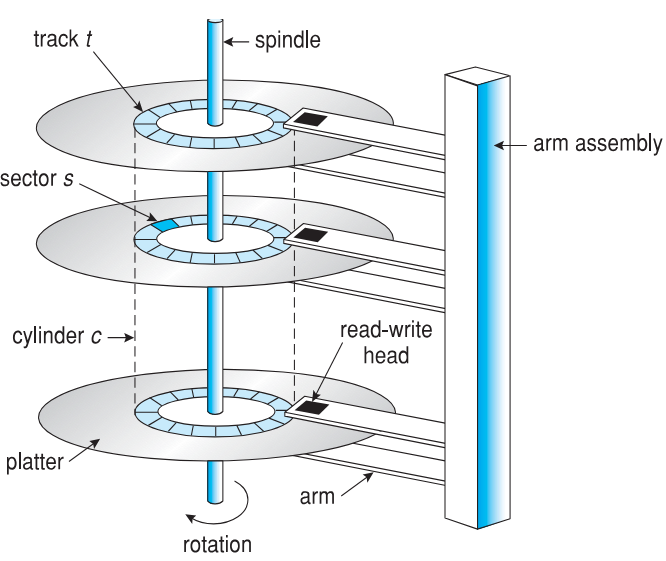 track t
spindle
arm assembly
sector s
cylinder c
read-write
head
platter
arm
rotation